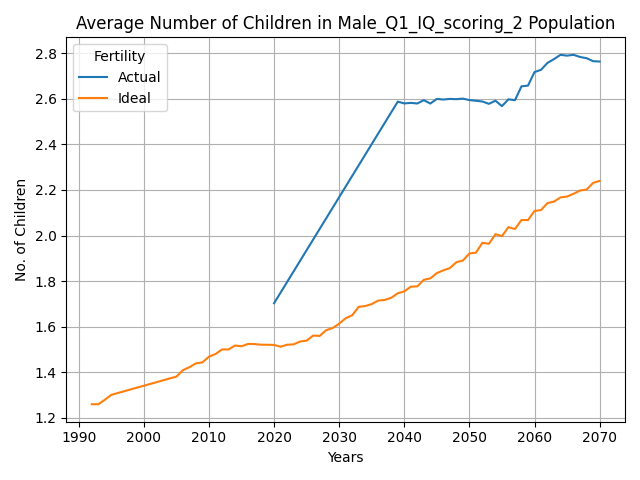 Average Number of Children in Male_Q1_IQ_scoring_2 Population
Fertility
Actual
Ideal
No. of Children
2.8
2.6
2.4
2.2
2.0
1.8
1.6
1.4
1.2
1990 2000 2010 2020 2030 2040 2050 2060 2070
Years